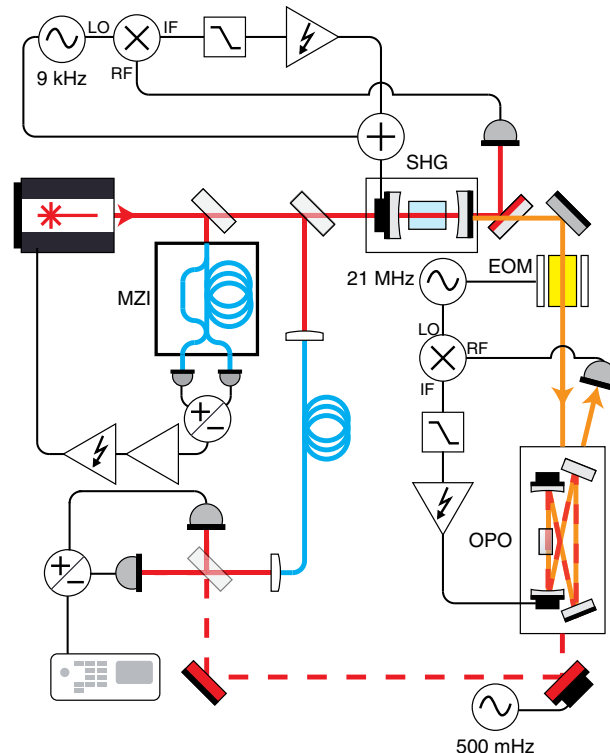 LO
IF
RF
9 kHz
SHG
MZI
21 MHz
EOM
LO
RF
IF
OPO
500 mHz